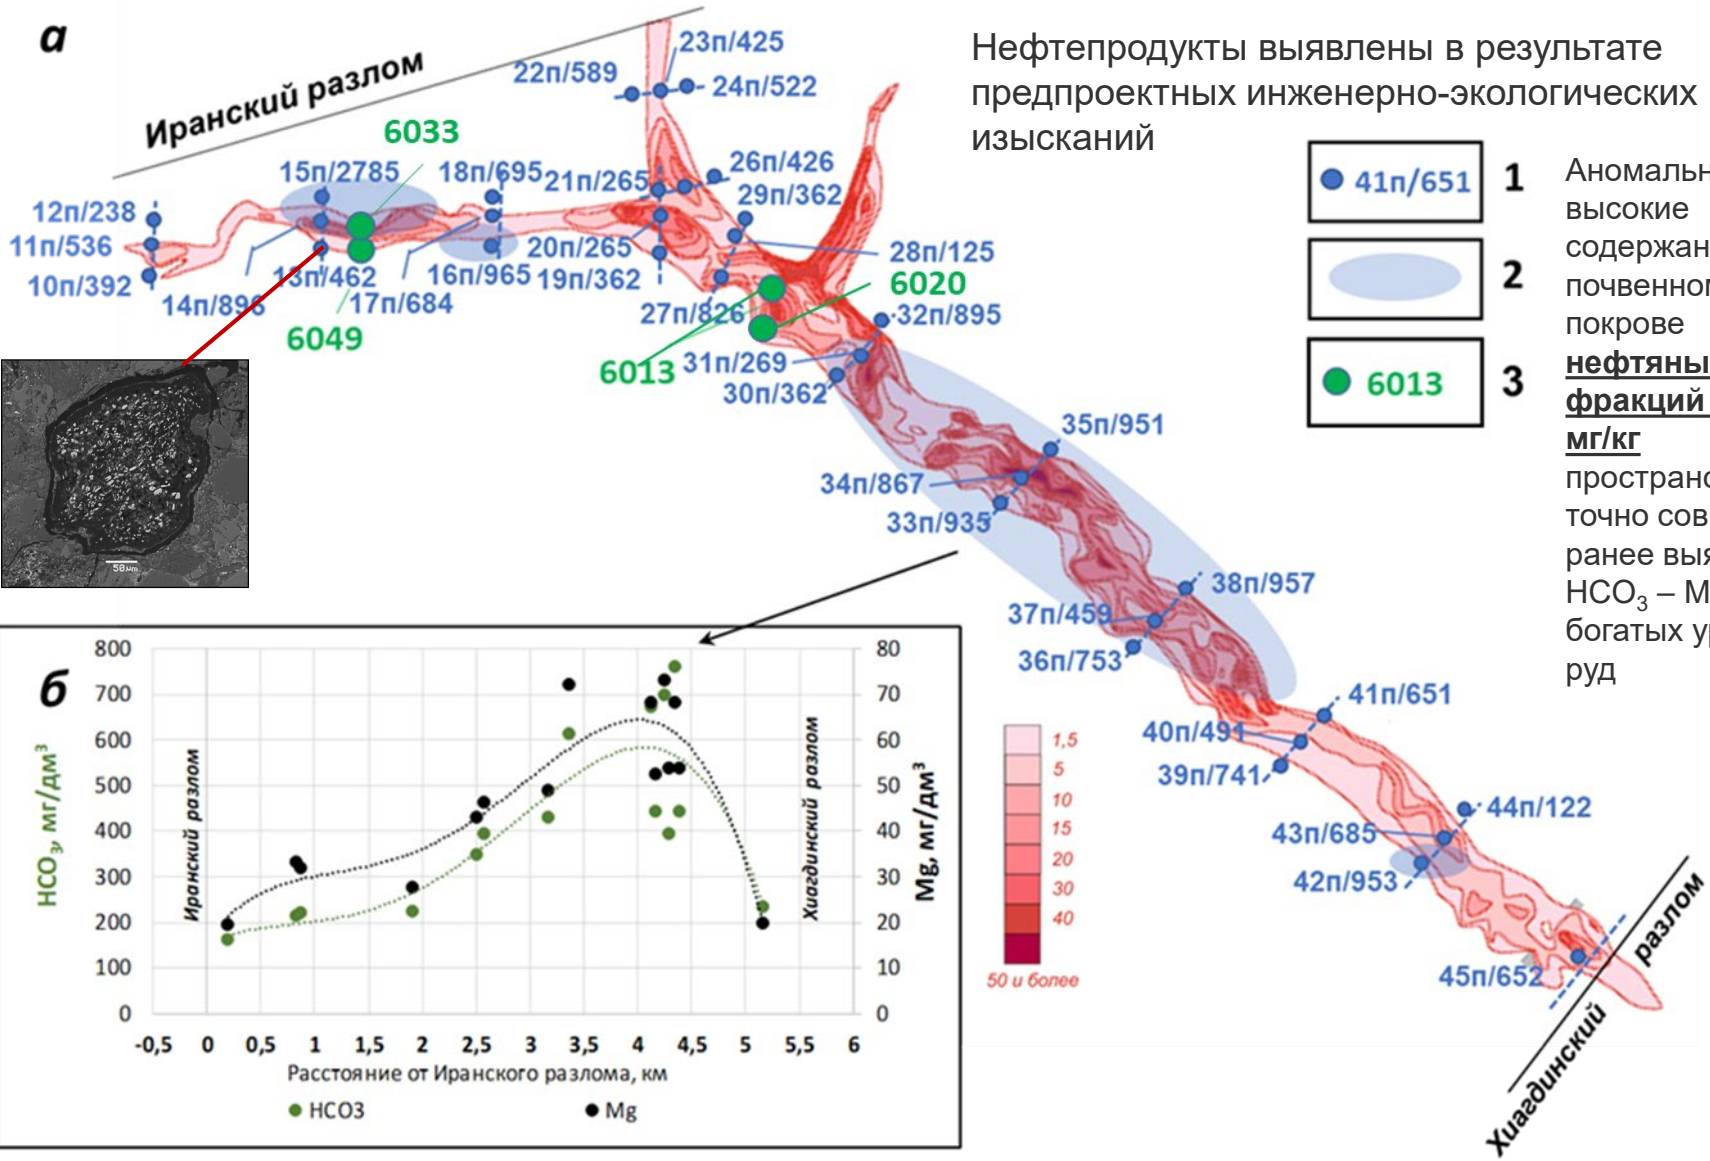 а
Иранский разлом
Нефтепродукты выявлены в результате
предпроектных инженерно-экологических
изысканий
23п/425
22п/589
24п/522
6033
15п/2785
18п/695
21п/265
26п/426
29п/362
12п/238
11п/536
10п/392
14п/896
13п/462
17п/684
16п/965
20п/265
19п/362
28п/125
6020
27п/826
32п/895
6049
6013
31п/269
30п/362
41п/651
1
2
6013
3
высокие
покрове
мг/кг
руд
50 µm
35п/951
34п/867
33п/935
38п/957
37п/459
36п/753
41п/651
40п/491
39п/741
44п/122
43п/685
42п/953
45п/652
Хиагдинский разлом
1,5
5
10
15
20
30
40
50 и более
б
HCO3, мг/дм³
800
700
600
500
400
300
200
100
0
Иранский разлом
Хиагдинский разлом
80
70
60
50
40
30
20
10
0
Mg, мг/дм³
-0,5 0 0,5 1 1,5 2 2,5 3 3,5 4 4,5 5 5,5 6
Расстояние от Иранского разлома, км
HCO3 Mg